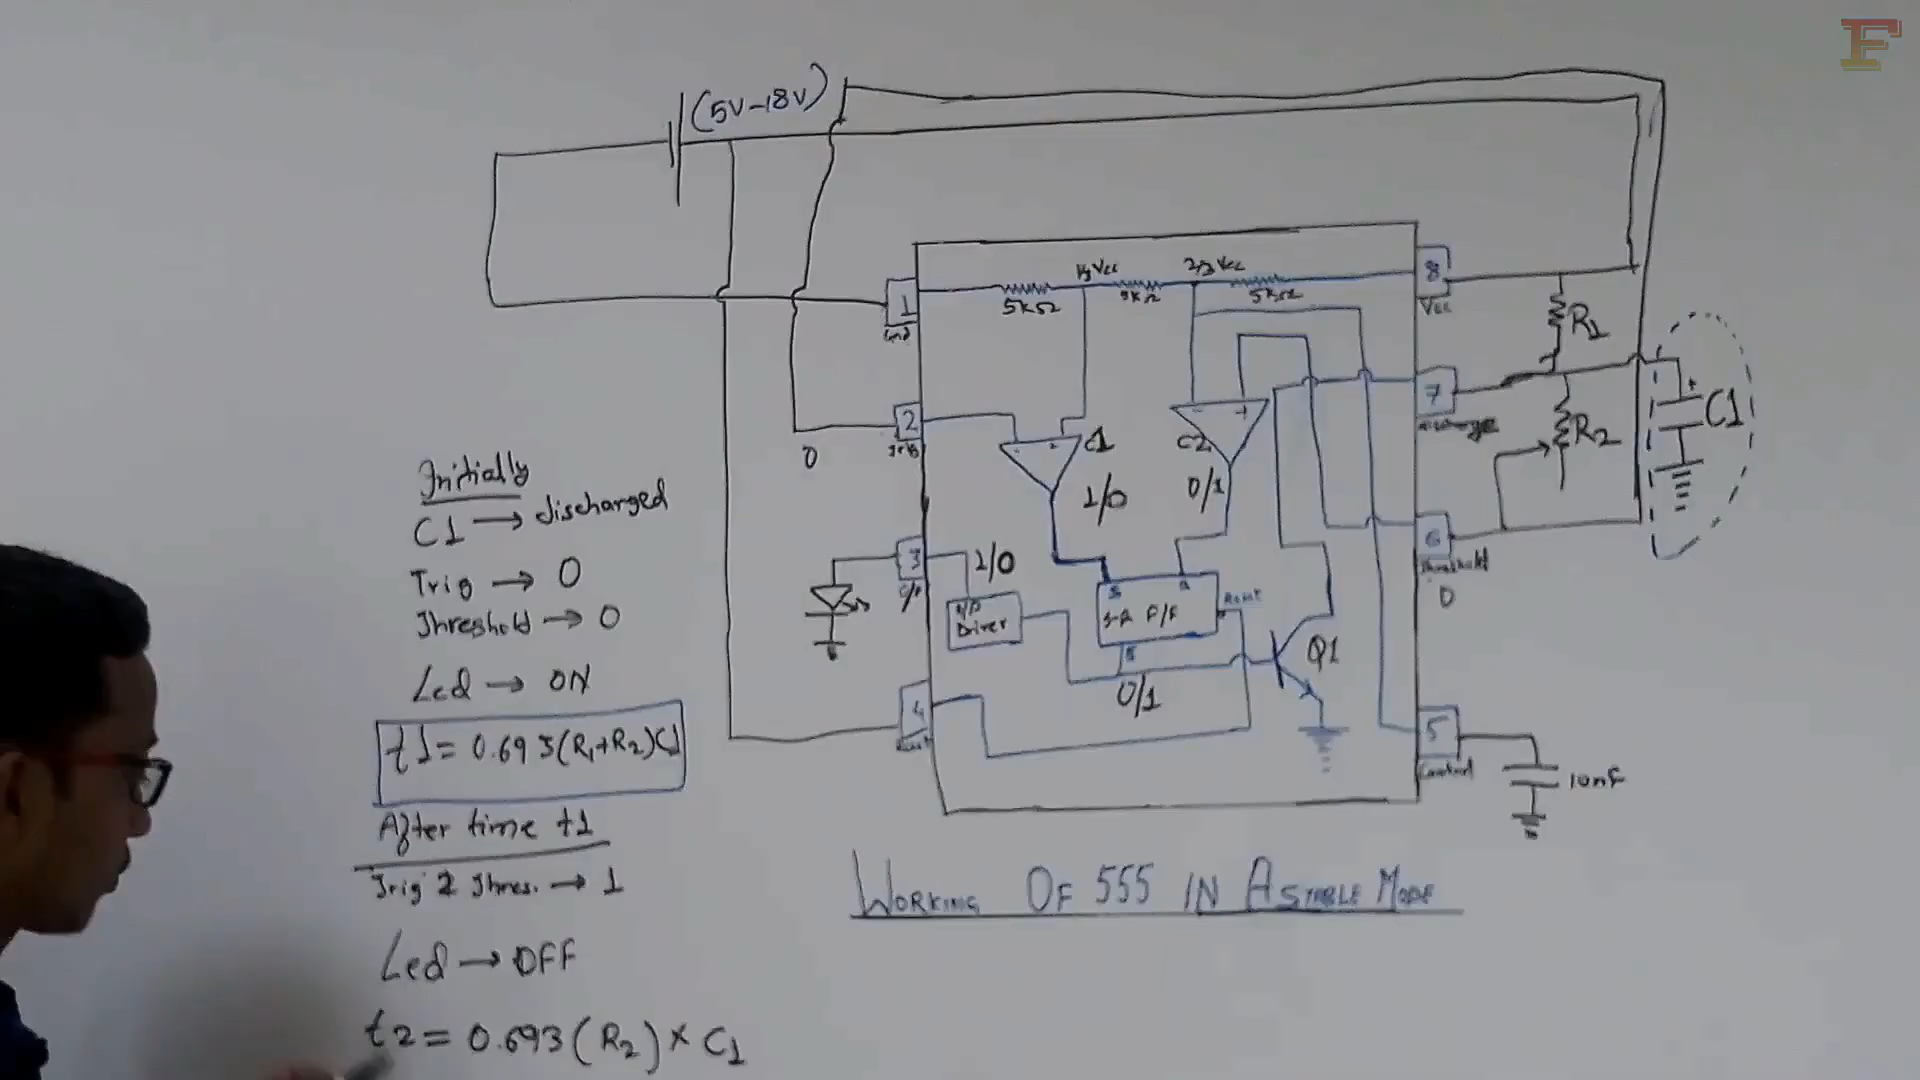 F
(5V-18V)
1/3 Vcc
2/3 Vcc
5KΩ
5KΩ
5KΩ
1
Gnd
8
Vcc
R1
2
Trig
0
7
C1
+
R2
- +
C1
- +
C2
1/0
0/1
3
O/P
1/0
O/P
Driver
S
R
S-R F/F
Reset
6
Threshold
0
Q1
0/1
4
Reset
5
Control
10nF
Initially
C1 → discharged
Trig → 0
Threshold → 0
Led → ON
t1 = 0.693(R1+R2)C1
After time t1
Trig 2 Thres. → 1
Led → OFF
t2 = 0.693(R2) × C1
WORKING OF 555 IN ASTABLE MODE